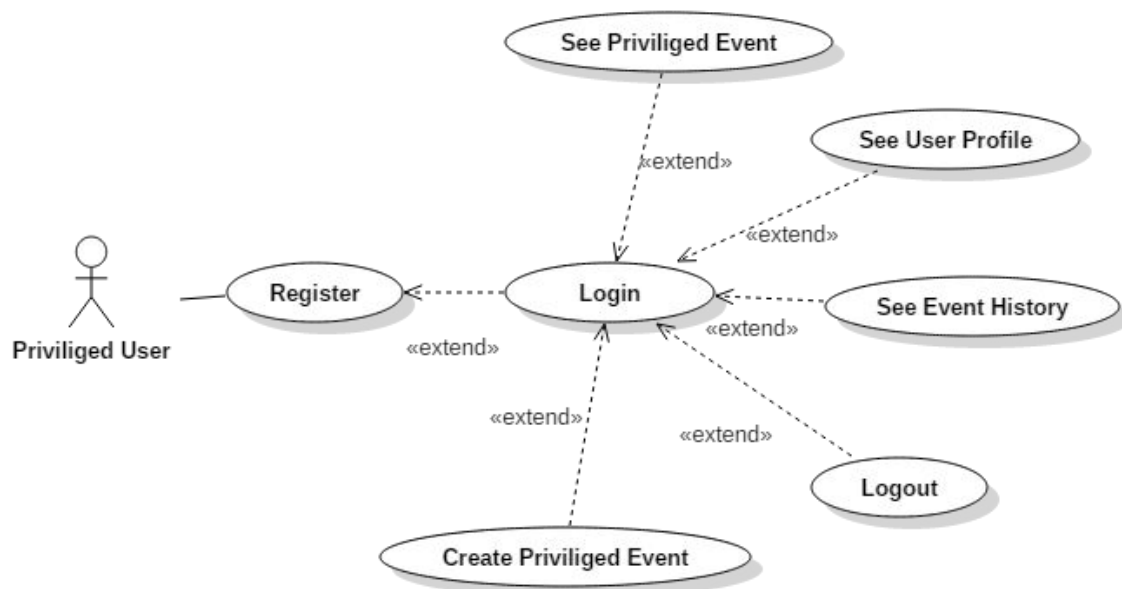 See Priviliged Event
«extend»
See User Profile
«extend»
Priviliged User
Register
«extend»
Login
«extend»
See Event History
«extend»
«extend»
Logout
Create Priviliged Event